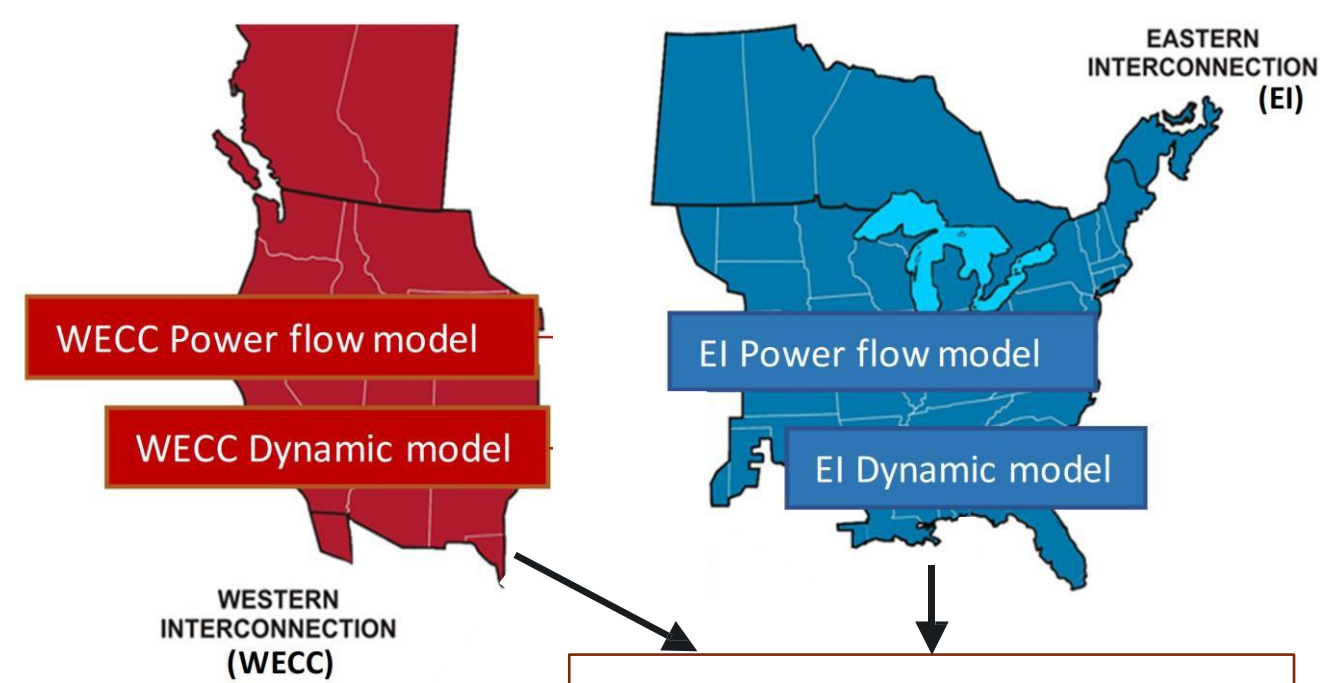 EASTERN
INTERCONNECTION
(EI)
WECC Power flow model
EI Power flow model
WECC Dynamic model
EI Dynamic model
WESTERN
INTERCONNECTION
(WECC)